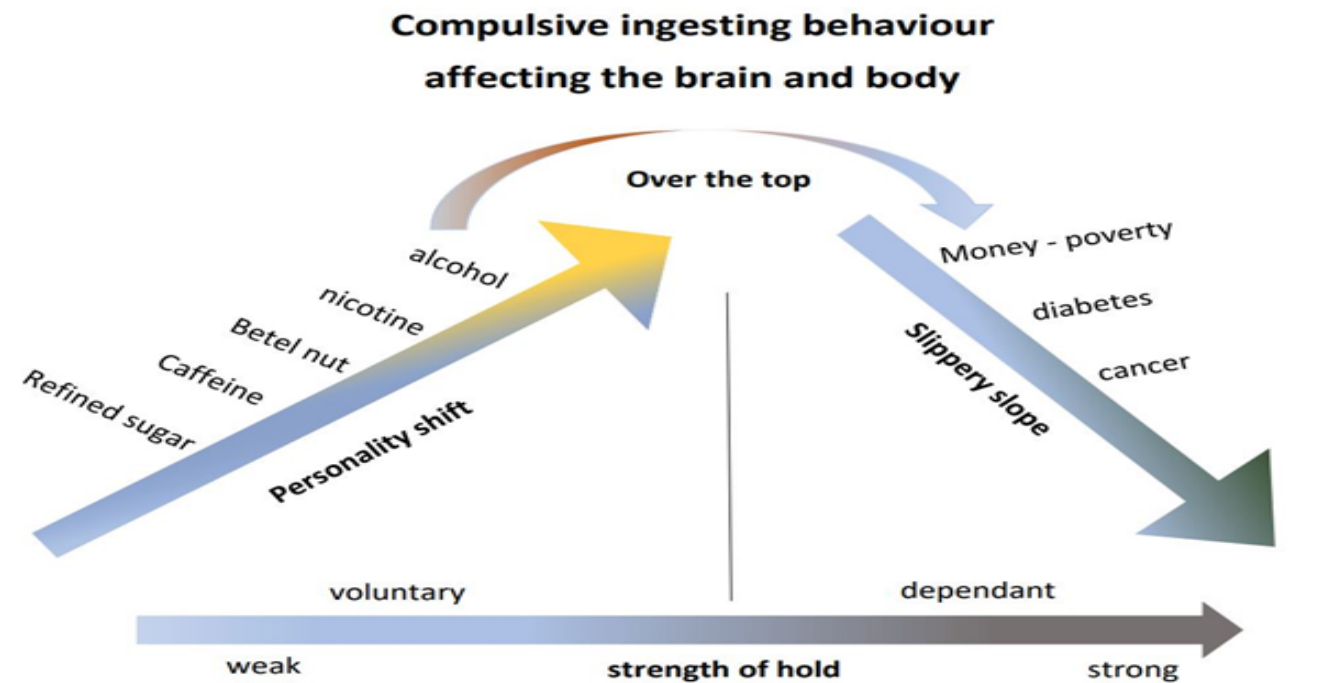 Compulsive ingesting behaviour
affecting the brain and body
Over the top
alcohol
nicotine
Betel nut
Caffeine
Refined sugar
Personality shift
Money - poverty
diabetes
cancer
Slippery slope
voluntary
dependant
weak
strength of hold
strong